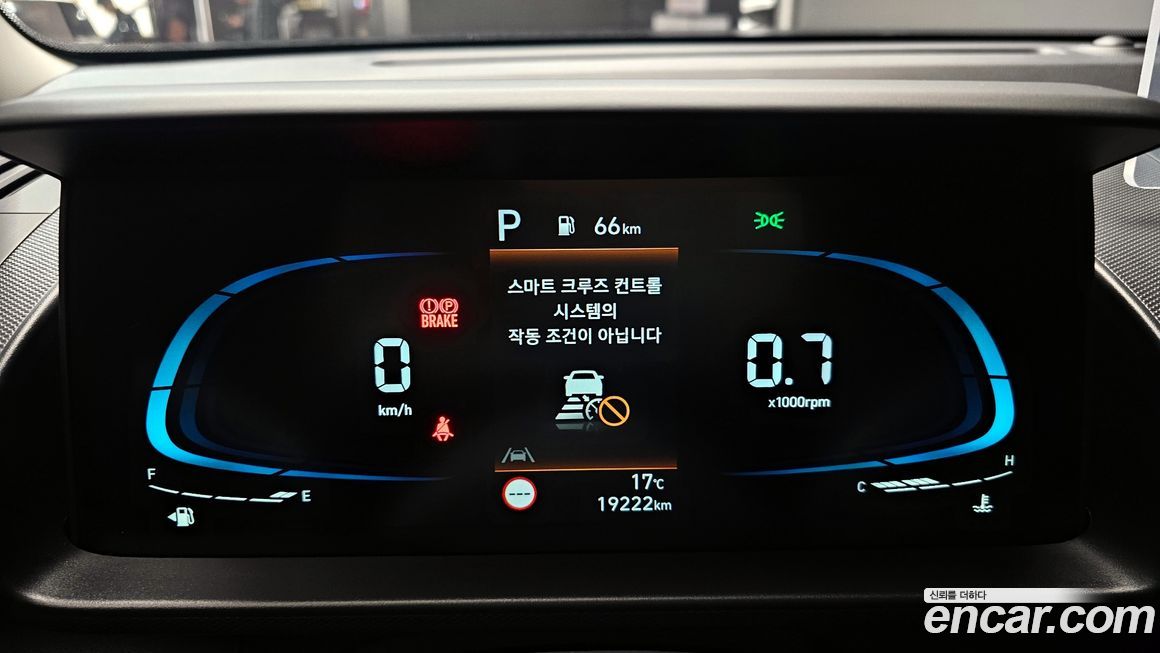 P 66km
스마트 크루즈 컨트롤
시스템의
작동 조건이 아닙니다
(!) (P)
BRAKE
0
km/h
0.7
x1000rpm
F E
C H
---
17℃
19222km
신뢰를 더하다
encar.com